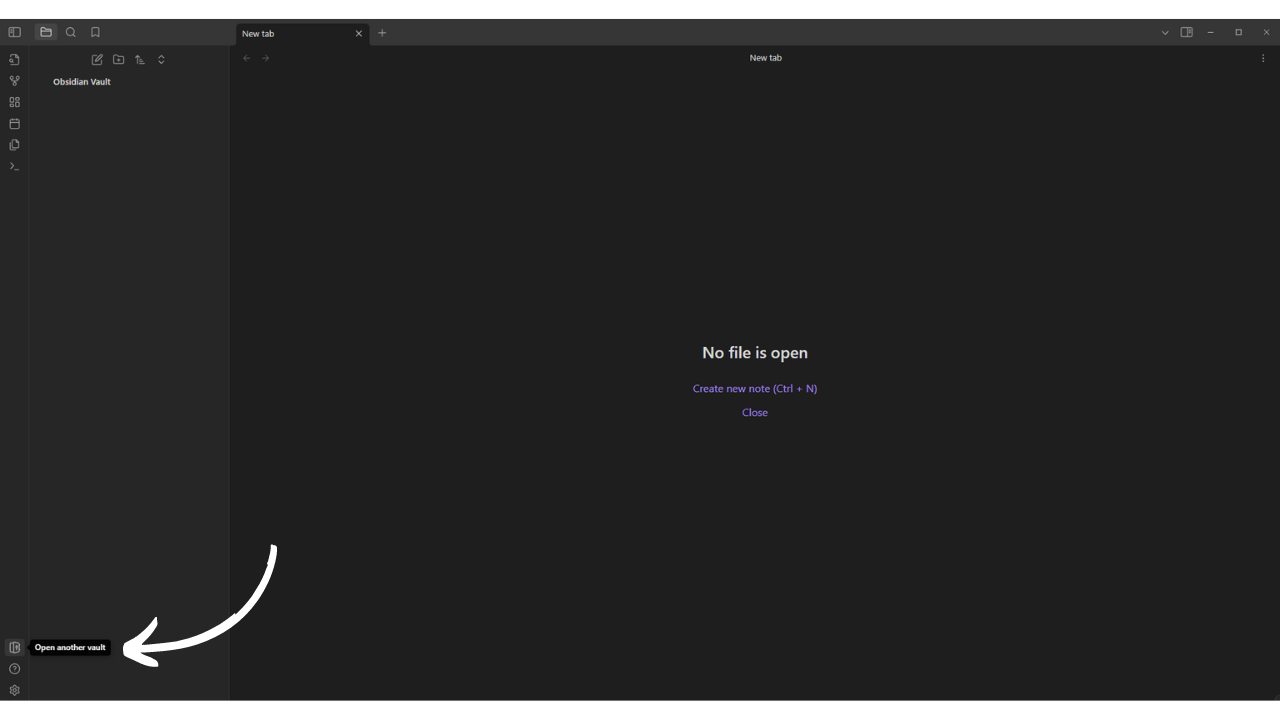 New tab
New tab
Obsidian Vault
No file is open
Create new note (Ctrl + N)
Close
Open another vault